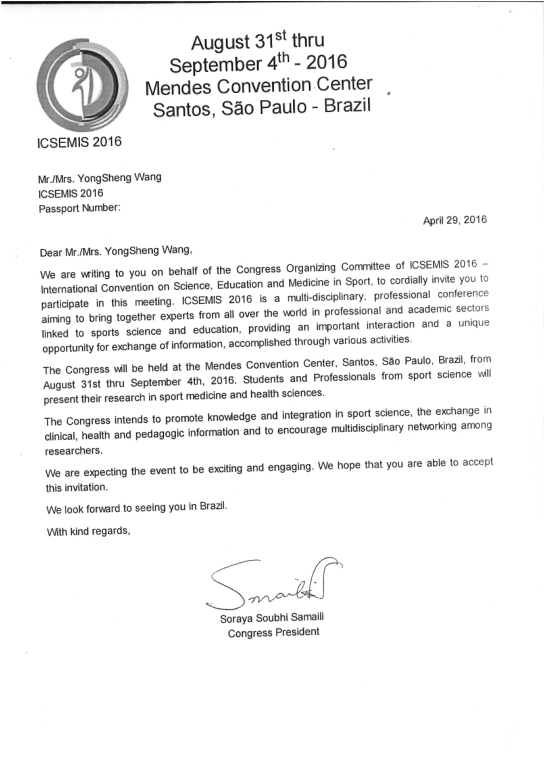 August 31st thru
September 4th - 2016
Mendes Convention Center
Santos, São Paulo - Brazil
ICSEMIS 2016
Mr./Mrs. YongSheng Wang
ICSEMIS 2016
Passport Number:
April 29, 2016
Dear Mr./Mrs. YongSheng Wang,
We are writing to you on behalf of the Congress Organizing Committee of ICSEMIS 2016 –
International Convention on Science, Education and Medicine in Sport, to cordially invite you to
participate in this meeting. ICSEMIS 2016 is a multi-disciplinary, professional conference
aiming to bring together experts from all over the world in professional and academic sectors
linked to sports science and education, providing an important interaction and a unique
opportunity for exchange of information, accomplished through various activities.
The Congress will be held at the Mendes Convention Center, Santos, São Paulo, Brazil, from
August 31st thru September 4th, 2016. Students and Professionals from sport science will
present their research in sport medicine and health sciences.
The Congress intends to promote knowledge and integration in sport science, the exchange in
clinical, health and pedagogic information and to encourage multidisciplinary networking among
researchers.
We are expecting the event to be exciting and engaging. We hope that you are able to accept
this invitation.
We look forward to seeing you in Brazil.
With kind regards,
Smaili
Soraya Soubhi Samaili
Congress President